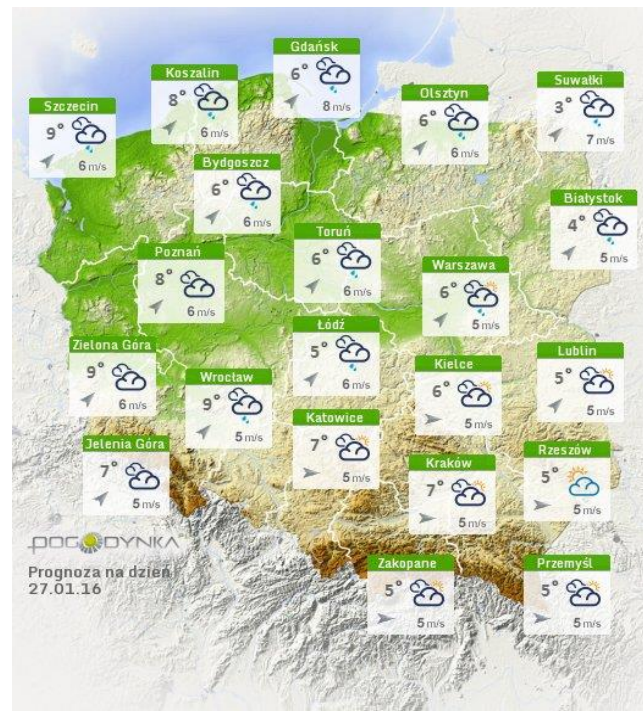 Gdańsk
6°
8 m/s
Koszalin
8°
6 m/s
Szczecin
9°
6 m/s
Olsztyn
6°
6 m/s
Suwałki
3°
7 m/s
Bydgoszcz
6°
6 m/s
Białystok
4°
5 m/s
Toruń
6°
6 m/s
Poznań
8°
6 m/s
Warszawa
6°
5 m/s
Łódź
5°
6 m/s
Zielona Góra
9°
6 m/s
Wrocław
9°
5 m/s
Kielce
6°
5 m/s
Lublin
5°
5 m/s
Katowice
7°
5 m/s
Jelenia Góra
7°
5 m/s
Kraków
7°
5 m/s
Rzeszów
5°
5 m/s
POGODYNKA
Prognoza na dzień
27.01.16
Zakopane
5°
5 m/s
Przemyśl
5°
5 m/s